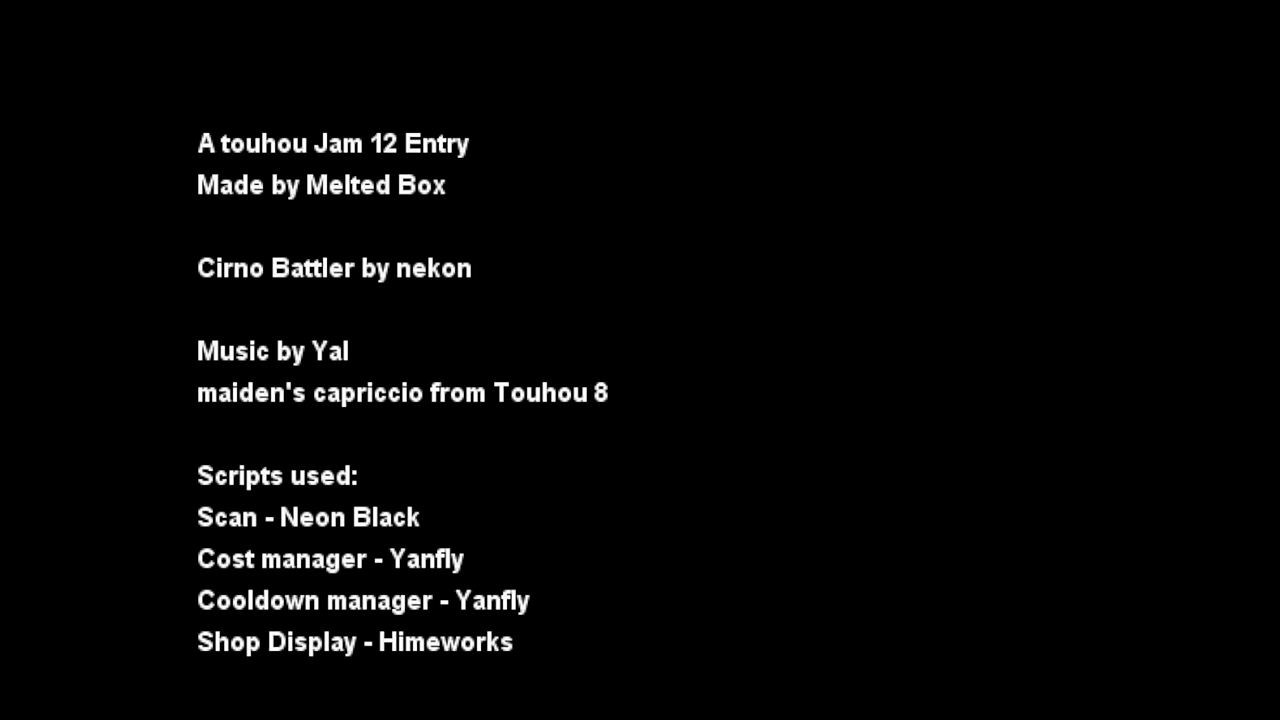 A touhou Jam 12 Entry
Made by Melted Box
Cirno Battler by nekon
Music by Yal
maiden's capriccio from Touhou 8
Scripts used:
Scan - Neon Black
Cost manager - Yanfly
Cooldown manager - Yanfly
Shop Display - Himeworks